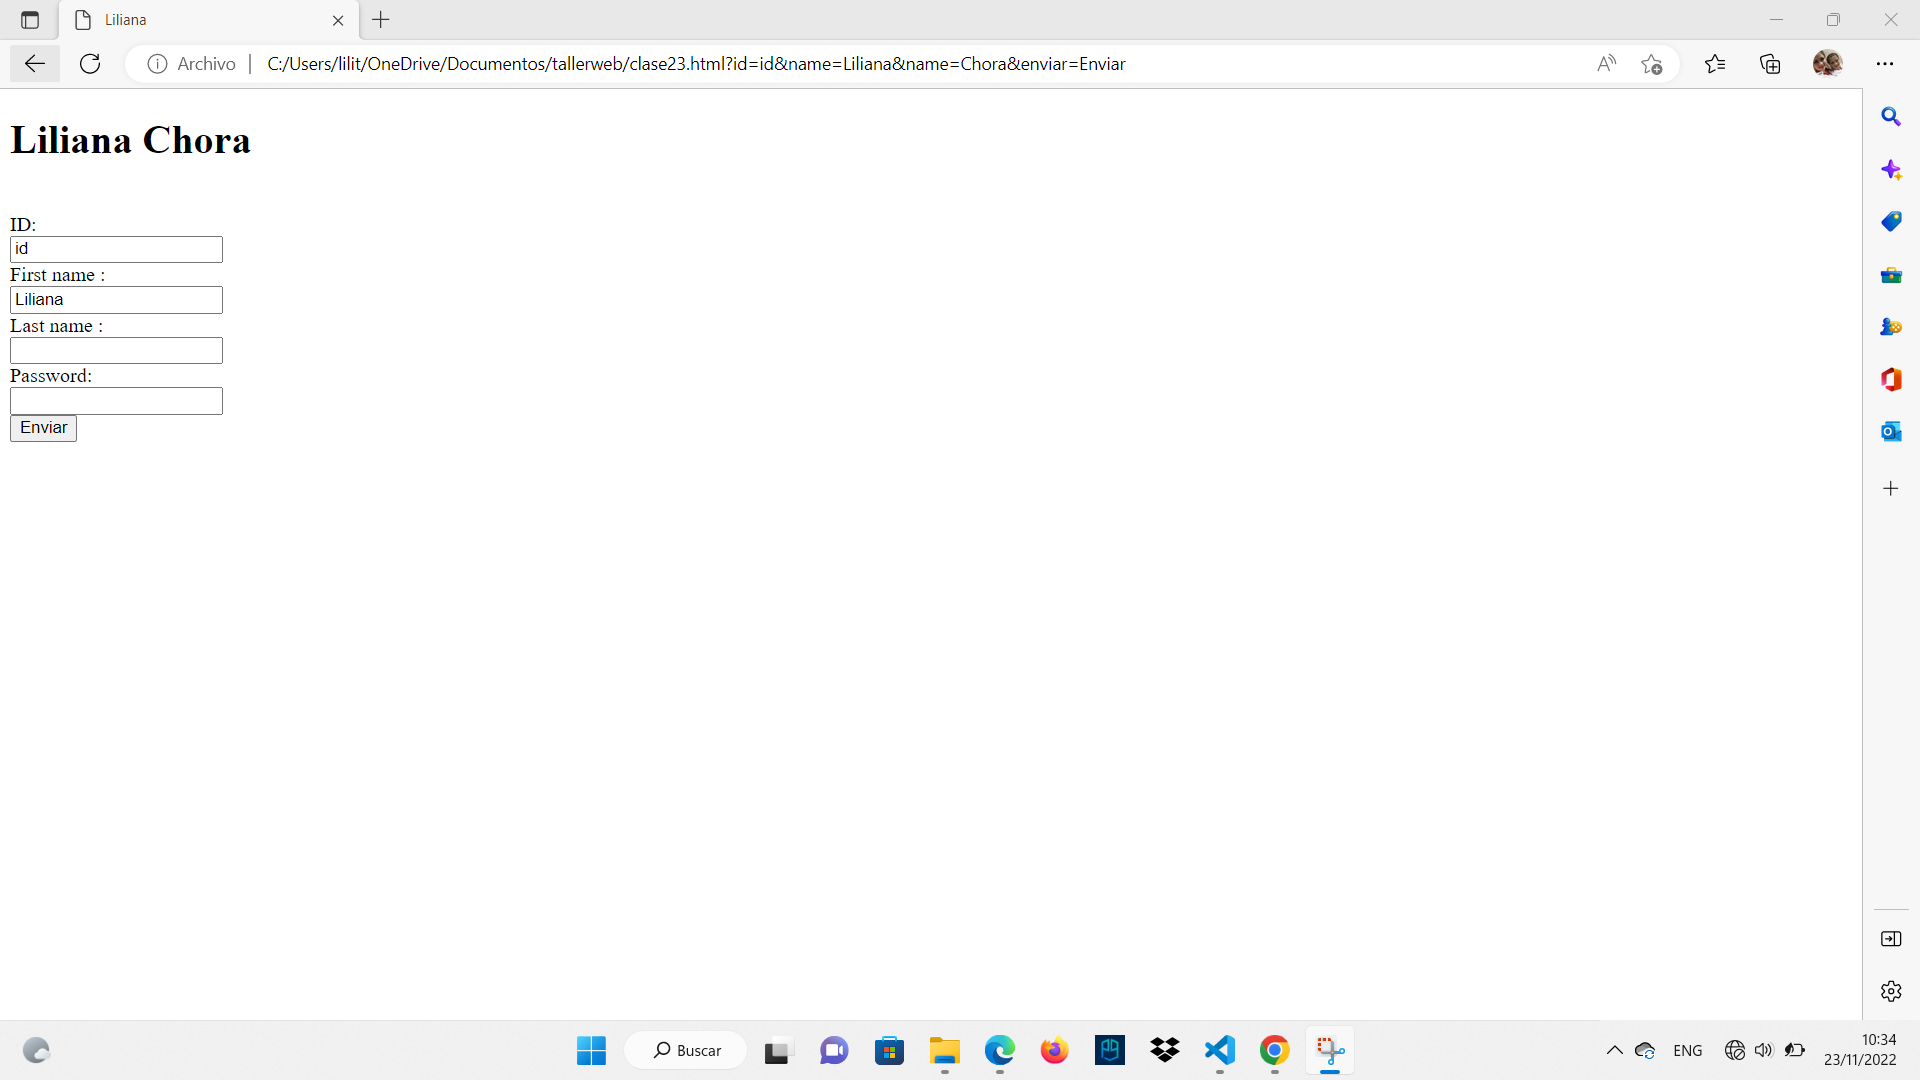 Liliana
Archivo
C:/Users/lilit/OneDrive/Documentos/tallerweb/clase23.html?id=id&name=Liliana&name=Chora&enviar=Enviar
Liliana Chora
ID:
id
First name :
Liliana
Last name :
Password:
Enviar
Buscar
ENG
10:34
23/11/2022